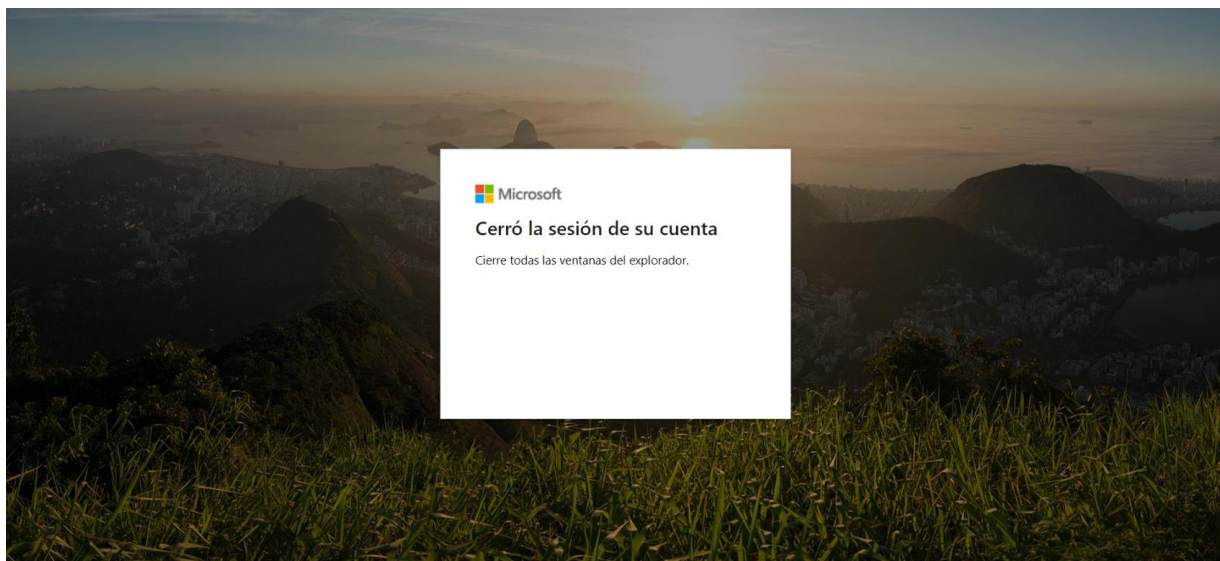 Microsoft
Cerró la sesión de su cuenta
Cierre todas las ventanas del explorador.